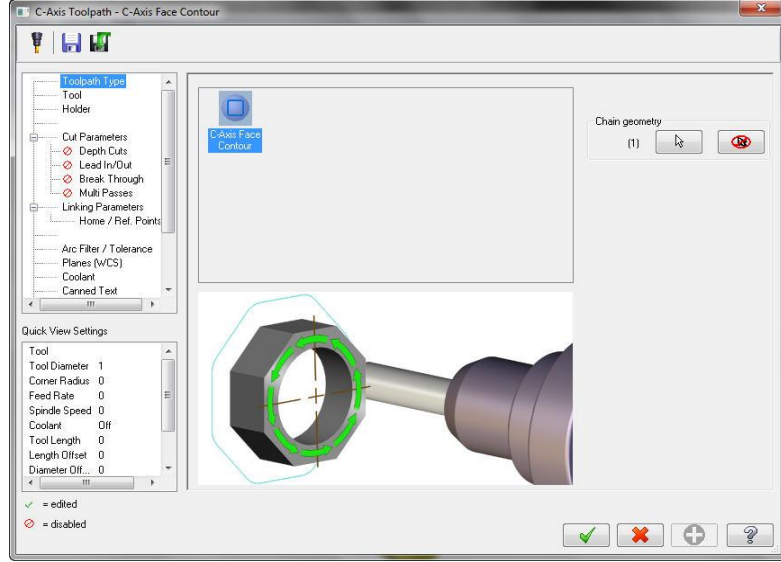 C-Axis Toolpath - C-Axis Face Contour
Toolpath Type
Tool
Holder
Cut Parameters
Depth Cuts
Lead In/Out
Break Through
Multi Passes
Linking Parameters
Home / Ref. Points
Arc Filter / Tolerance
Planes (WCS)
Coolant
Canned Text
C-Axis Face
Contour
Chain geometry
(1)
Quick View Settings
Tool
Tool Diameter 1
Corner Radius 0
Feed Rate 0
Spindle Speed 0
Coolant Off
Tool Length 0
Length Offset 0
Diameter Off... 0
= edited
= disabled